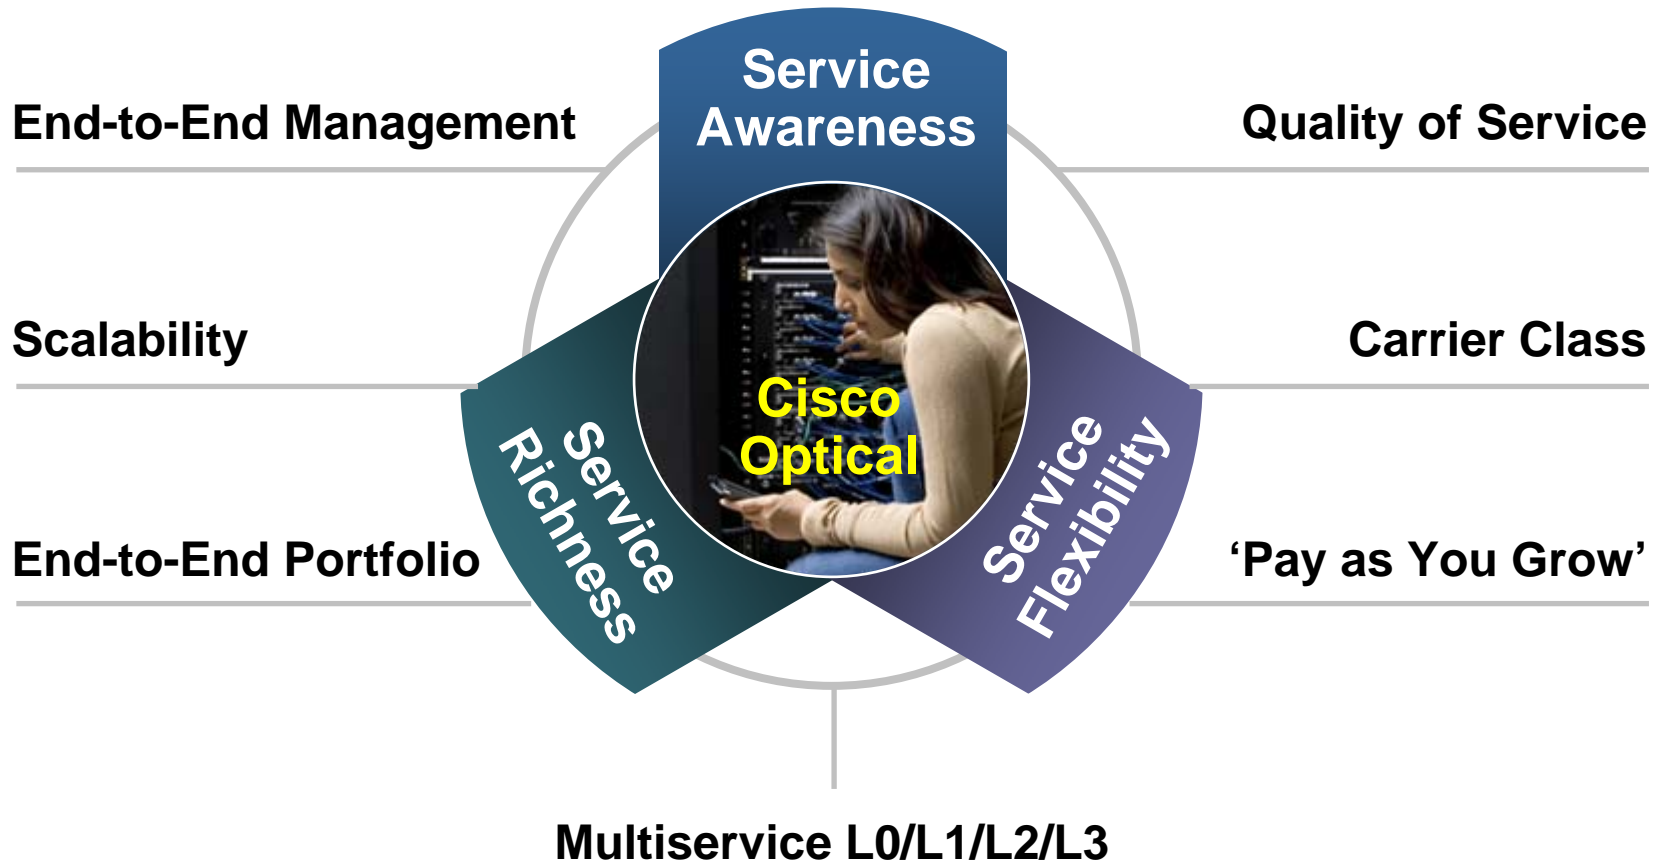 Service
Awareness
End-to-End Management
Quality of Service
Scalability
Carrier Class
Cisco
Optical
Service
Richness
Service
Flexibility
End-to-End Portfolio
‘Pay as You Grow’
Multiservice L0/L1/L2/L3